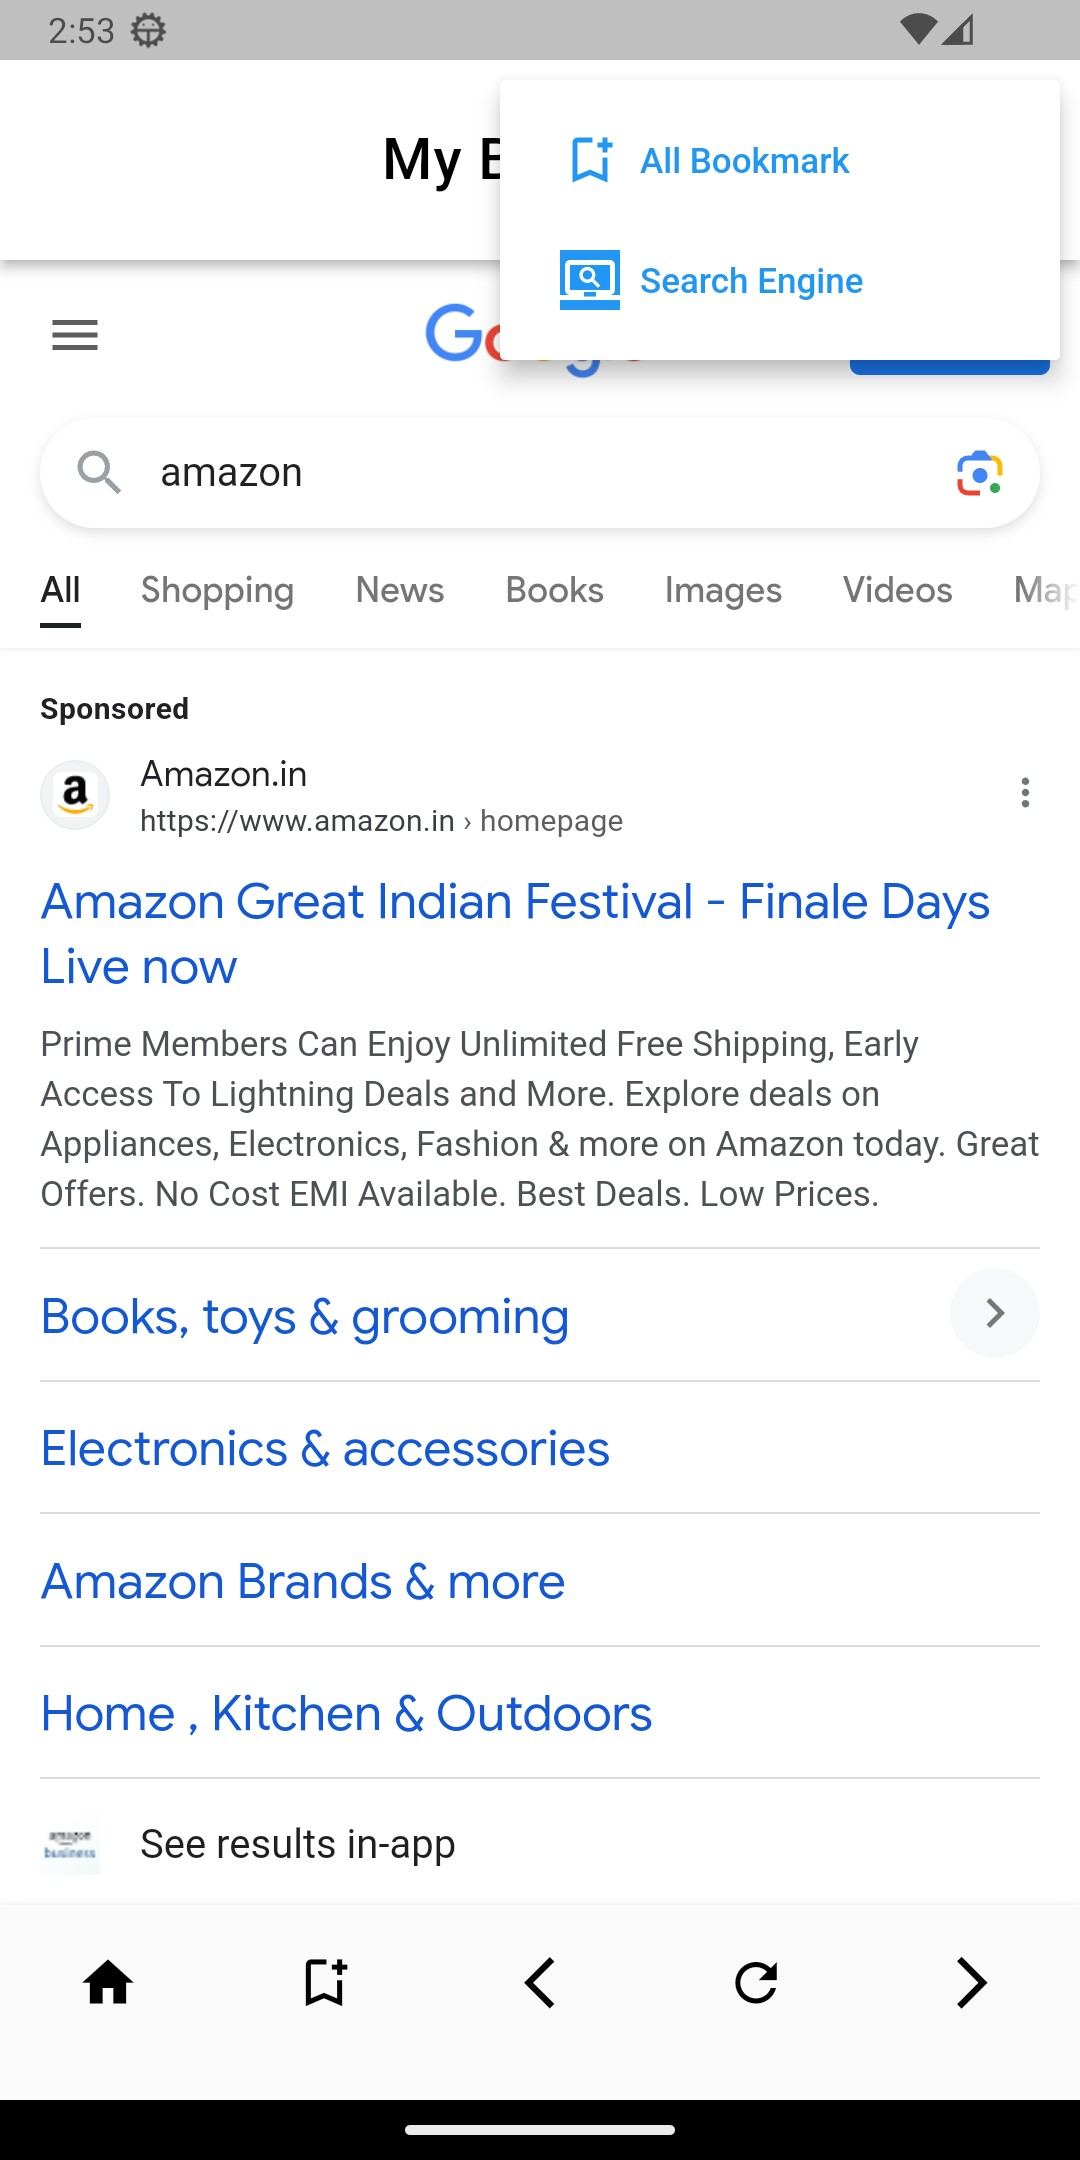 2:53
My
All Bookmark
Search Engine
amazon
All Shopping News Books Images Videos
Sponsored
a
Amazon.in
https://www.amazon.in › homepage
Amazon Great Indian Festival - Finale Days
Live now
Prime Members Can Enjoy Unlimited Free Shipping, Early
Access To Lightning Deals and More. Explore deals on
Appliances, Electronics, Fashion & more on Amazon today. Great
Offers. No Cost EMI Available. Best Deals. Low Prices.
Books, toys & grooming
Electronics & accessories
Amazon Brands & more
Home , Kitchen & Outdoors
amazon
business
See results in-app